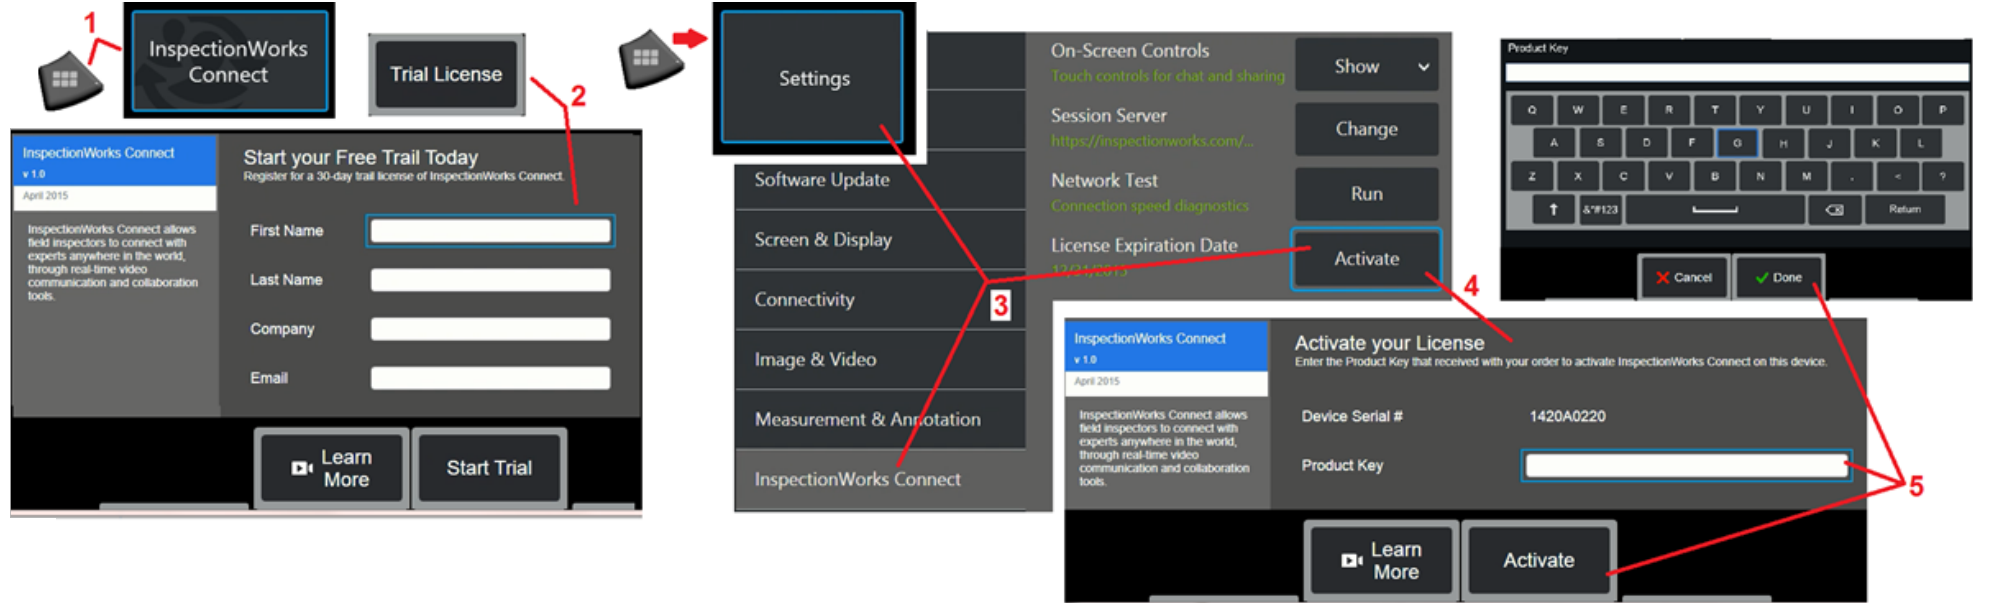 1
InspectionWorks
Connect
Trial License
2
InspectionWorks Connect
v 1.0
April 2015
InspectionWorks Connect allows
field inspectors to connect with
experts anywhere in the world,
through real-time video
communication and collaboration
tools.
Start your Free Trail Today
Register for a 30-day trail license of InspectionWorks Connect.
First Name
Last Name
Company
Email
Learn
More
Start Trial
Settings
Software Update
Screen & Display
Connectivity
Image & Video
Measurement & Annotation
InspectionWorks Connect
On-Screen Controls
Touch controls for chat and sharing
Show
Session Server
https://inspectionworks.com/...
Change
Network Test
Connection speed diagnostics
Run
License Expiration Date
12/21/2015
Activate
3
4
Product Key
Q W E R T Y U I O P
A S D F G H J K L
Z X C V B N M . < ?
&"#123
Return
Cancel
Done
InspectionWorks Connect
v 1.0
April 2015
InspectionWorks Connect allows
field inspectors to connect with
experts anywhere in the world,
through real-time video
communication and collaboration
tools.
Activate your License
Enter the Product Key that received with your order to activate InspectionWorks Connect on this device.
Device Serial # 1420A0220
Product Key
5
Learn
More
Activate